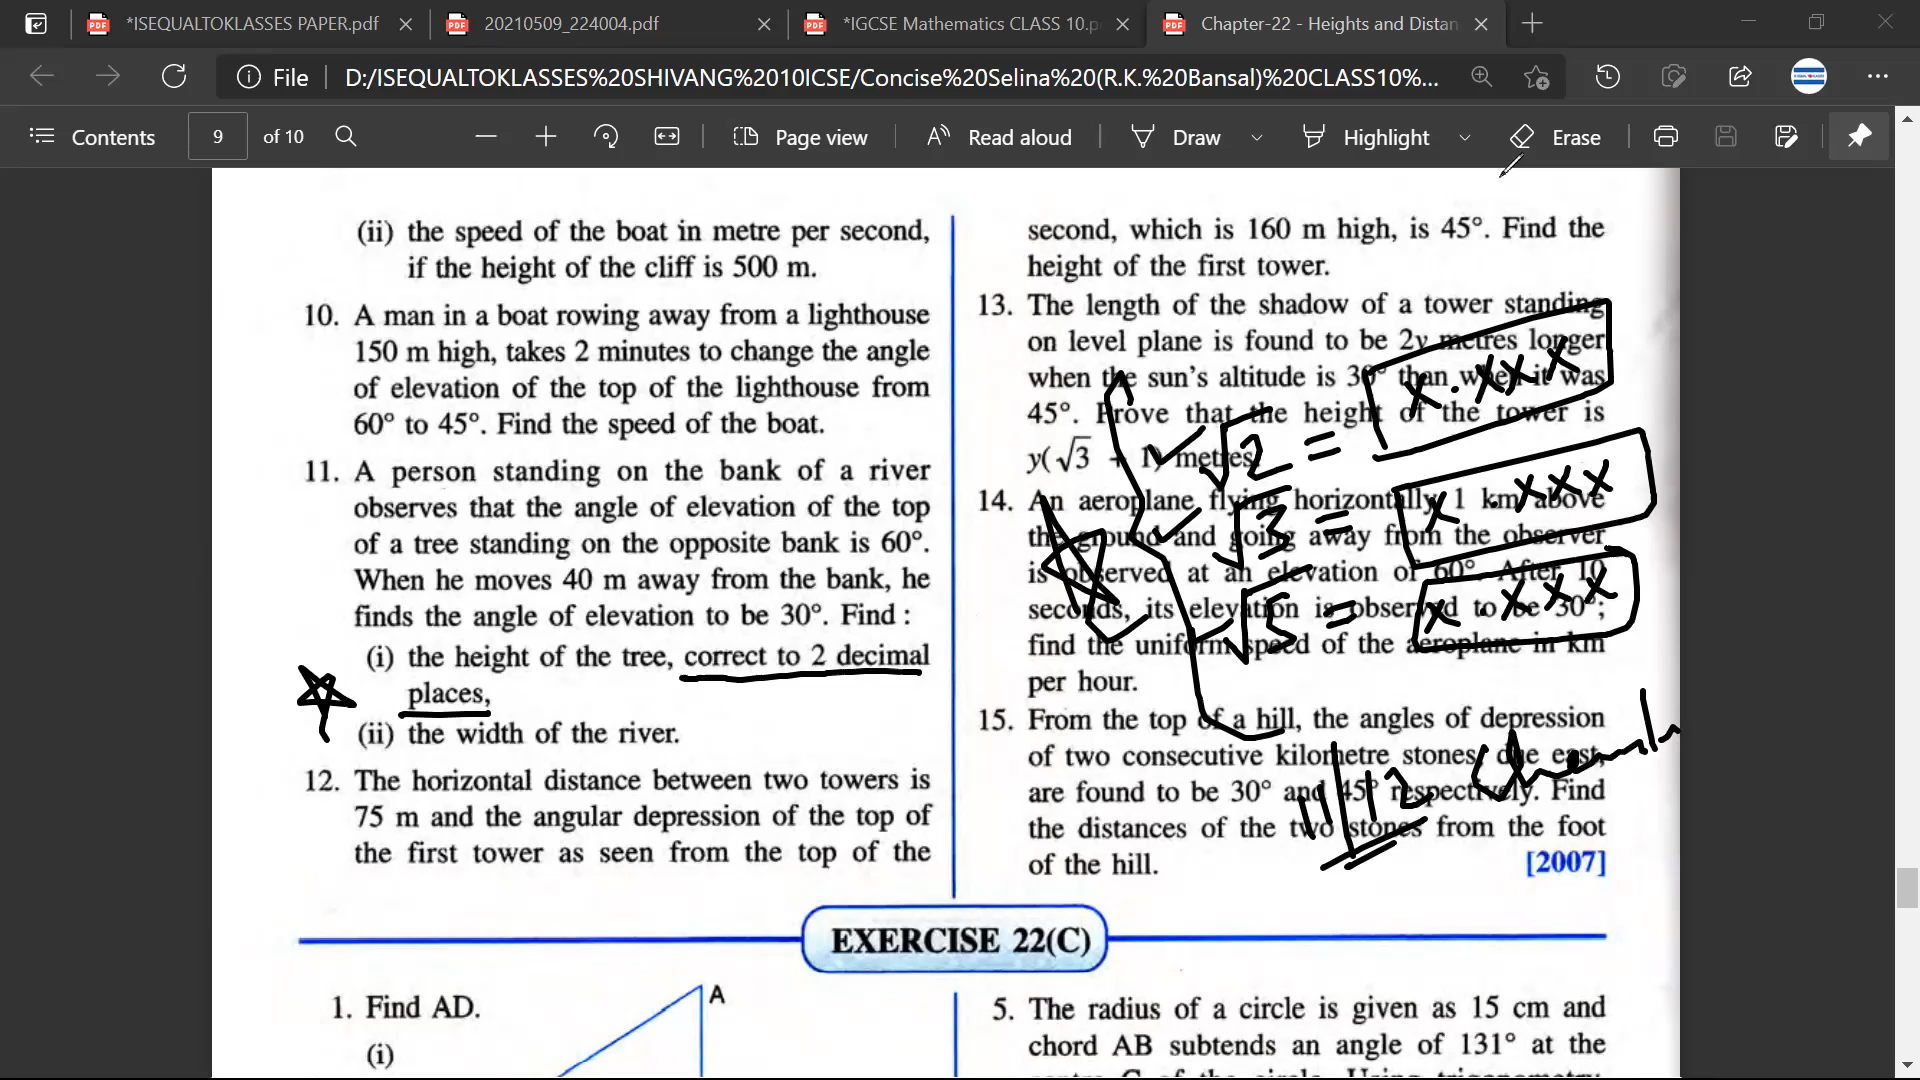 *ISEQUALTOKLASSES PAPER.pdf
20210509_224004.pdf
*IGCSE Mathematics CLASS 10.p
Chapter-22 - Heights and Distan
File
D:/ISEQUALTOKLASSES%20SHIVANG%2010ICSE/Concise%20Selina%20(R.K.%20Bansal)%20CLASS10%...
Contents
9 of 10
Page view
Read aloud
Draw
Highlight
Erase
(ii) the speed of the boat in metre per second,
if the height of the cliff is 500 m.
10. A man in a boat rowing away from a lighthouse
150 m high, takes 2 minutes to change the angle
of elevation of the top of the lighthouse from
60° to 45°. Find the speed of the boat.
11. A person standing on the bank of a river
observes that the angle of elevation of the top
of a tree standing on the opposite bank is 60°.
When he moves 40 m away from the bank, he
finds the angle of elevation to be 30°. Find :
(i) the height of the tree, correct to 2 decimal
places,
(ii) the width of the river.
12. The horizontal distance between two towers is
75 m and the angular depression of the top of
the first tower as seen from the top of the
second, which is 160 m high, is 45°. Find the
height of the first tower.
13. The length of the shadow of a tower standing
on level plane is found to be 2y metres longer
when the sun's altitude is 30° than when it was
45°. Prove that the height of the tower is
y(√3 + 1) metres.
14. An aeroplane flying horizontally 1 km above
the ground and going away from the observer
is observed at an elevation of 60°. After 10
seconds, its elevation is observed to be 30°;
find the uniform speed of the aeroplane in km
per hour.
15. From the top of a hill, the angles of depression
of two consecutive kilometre stones, due east,
are found to be 30° and 45° respectively. Find
the distances of the two stones from the foot
of the hill. [2007]
√2 = x.xxx
√3 = x.xxx
√5 = x.xxx
11/12
EXERCISE 22(C)
1. Find AD.
(i)
A
5. The radius of a circle is given as 15 cm and
chord AB subtends an angle of 131° at the